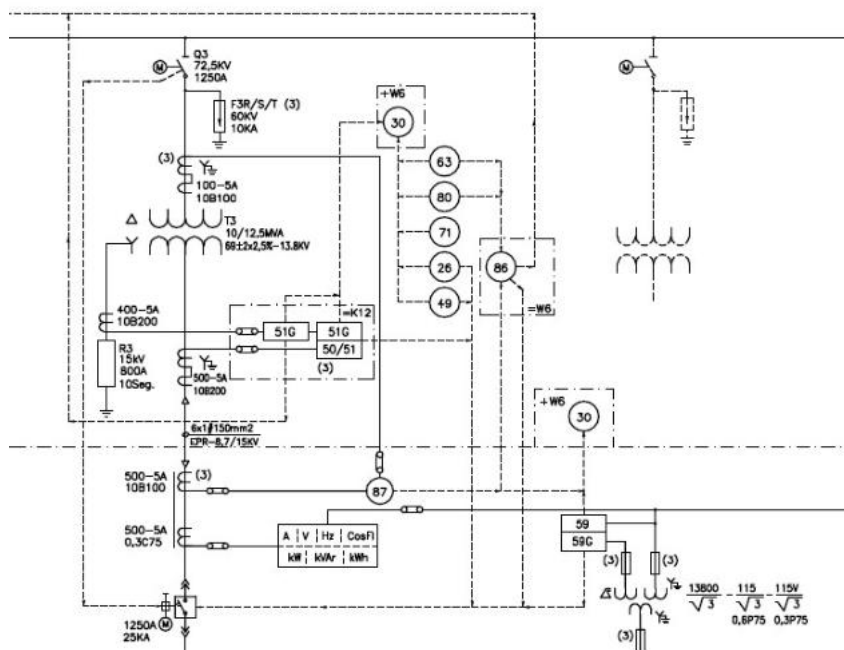 Q3
72,5KV
1250A
M
F3R/S/T (3)
60KV
10KA
+W6
30
M
(3)
100-5A
10B100
63
80
71
26
49
T3
10/12.5MVA
69±2x2,5%-13.8KV
86
=W6
400-5A
10B200
=K12
51G
51G
50/51
(3)
R3
15kV
800A
10Seg.
500-5A
10B200
+W6
30
6x1#150mm2
EPR-8,7/15KV
500-5A
10B100
(3)
87
500-5A
0,3C75
A V Hz CosFI
kW kVAr kWh
59
59G
(3)
(3)
13800
√3
-
115
√3
-
115V
√3
0,6P75
0,3P75
(3)
M
1250A
25KA